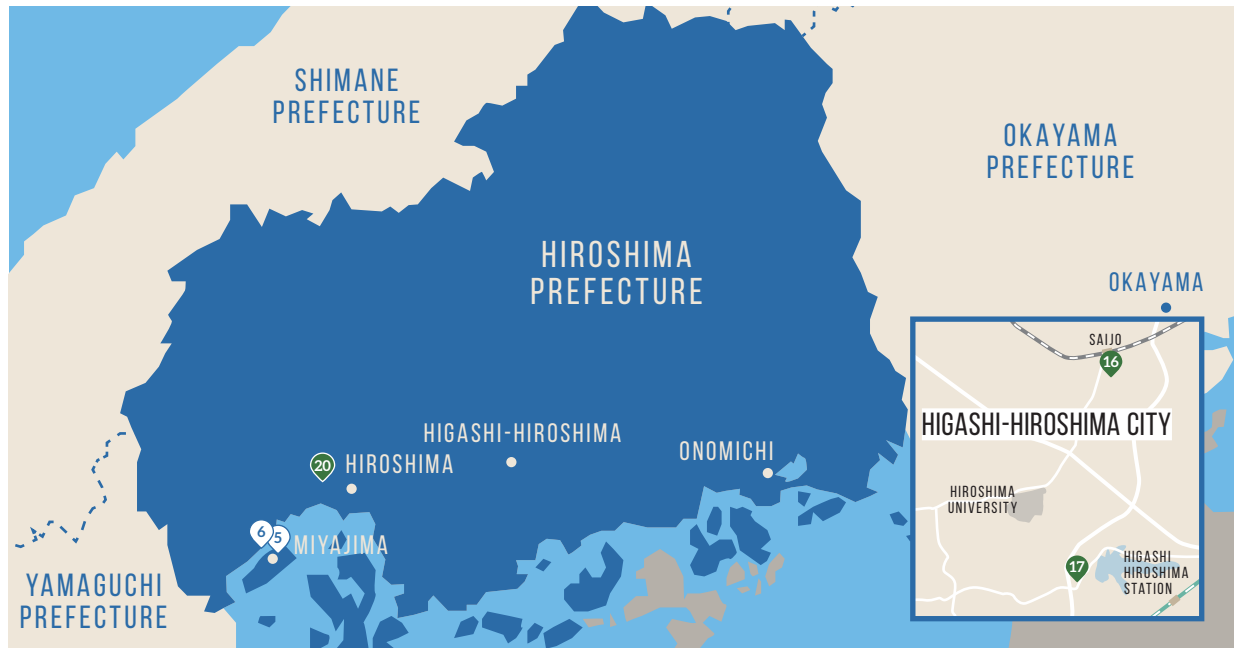 SHIMANE
PREFECTURE
OKAYAMA
PREFECTURE
HIROSHIMA
PREFECTURE
OKAYAMA
SAIJO
16
HIGASHI-HIROSHIMA CITY
HIGASHI-HIROSHIMA
ONOMICHI
20
HIROSHIMA
HIROSHIMA
UNIVERSITY
6
5
MIYAJIMA
17
HIGASHI
HIROSHIMA
STATION
YAMAGUCHI
PREFECTURE